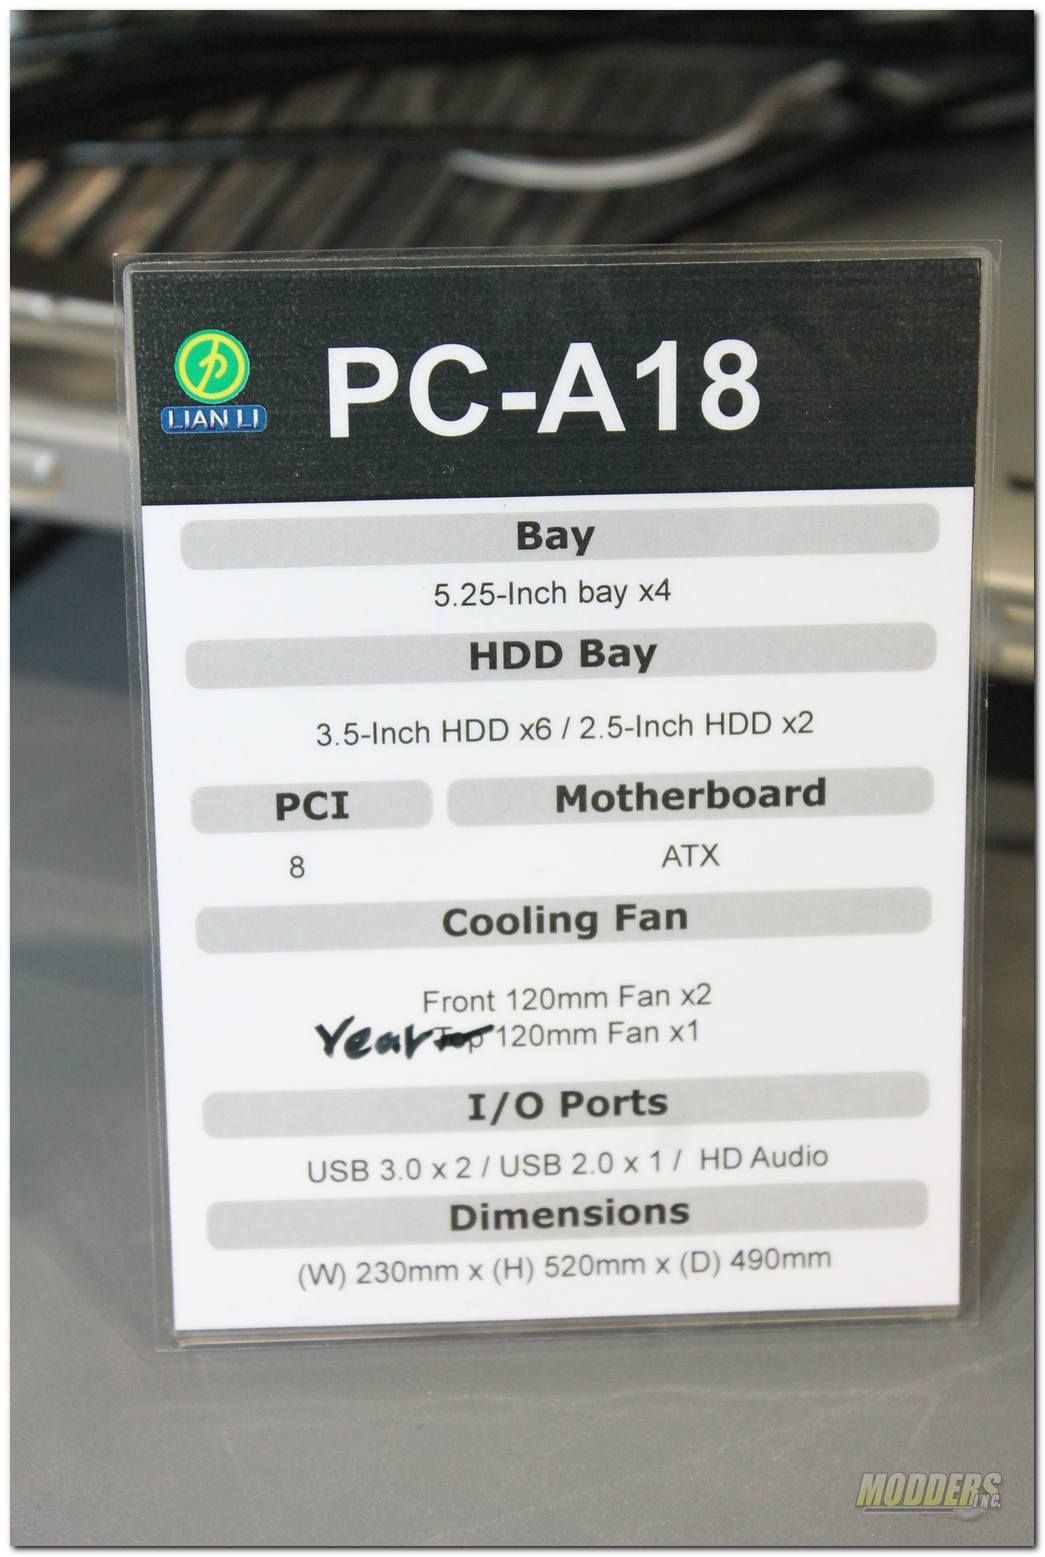 LIAN LI
PC-A18
Bay
5.25-Inch bay x4
HDD Bay
3.5-Inch HDD x6 / 2.5-Inch HDD x2
PCI
Motherboard
8
ATX
Cooling Fan
Front 120mm Fan x2
Year Top 120mm Fan x1
I/O Ports
USB 3.0 x 2 / USB 2.0 x 1 / HD Audio
Dimensions
(W) 230mm x (H) 520mm x (D) 490mm
MODDERS INC.